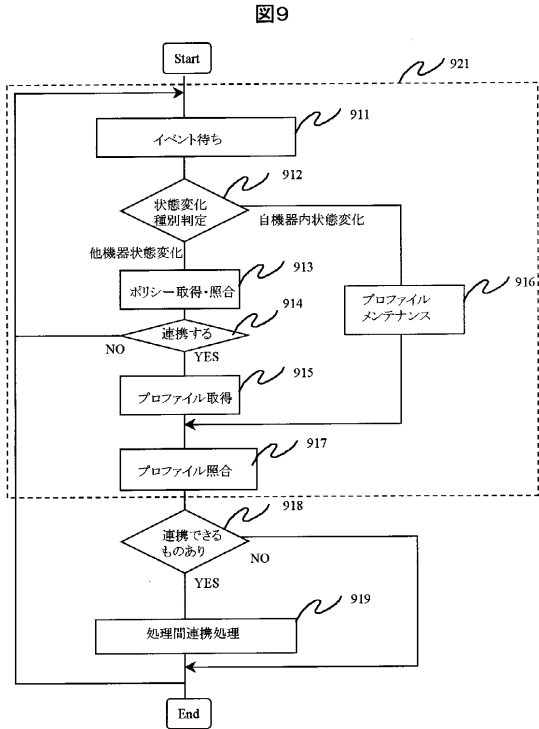 図9
Start
921
911
イベント待ち
912
状態変化
種別判定
自機器内状態変化
他機器状態変化
913
ポリシー取得・照合
914
916
プロファイル
メンテナンス
連携する
NO
YES
915
プロファイル取得
917
プロファイル照合
918
連携できる
ものあり
NO
YES
919
処理間連携処理
End